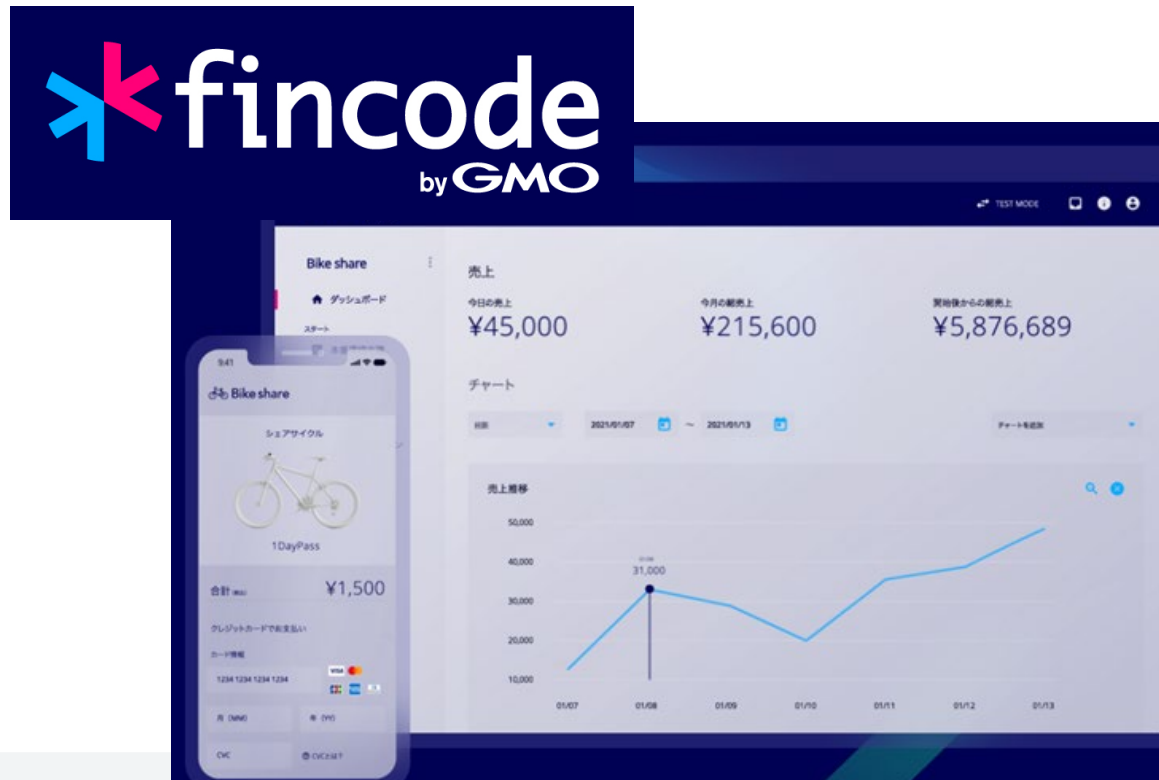 fincode
by GMO
TEST MODE
Bike share
ダッシュボード
スタート
売上
今日の売上
¥45,000
今月の総売上
¥215,600
開始後からの総売上
¥5,876,689
チャート
2021/01/07 ~ 2021/01/13
チャートを追加
売上推移
50,000
40,000
30,000
20,000
10,000
31,000
01/07
01/08
01/09
01/10
01/11
01/12
01/13
9:41
Bike share
シェアサイクル
1DayPass
合計 (税込)
¥1,500
クレジットカードでお支払い
カード情報
1234 1234 1234 1234
VISA
JCB
月 (MM)
年 (YY)
CVC
CVCとは?